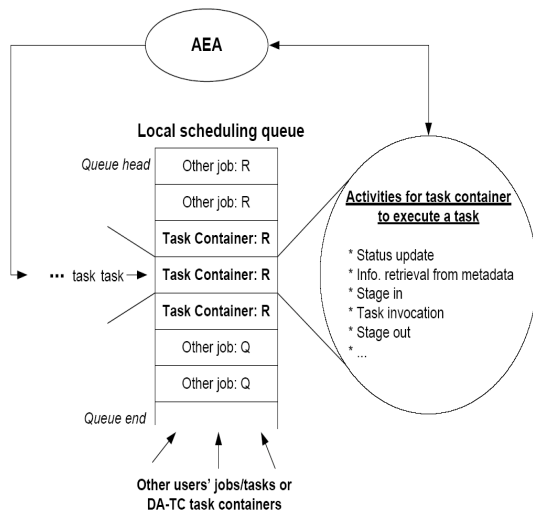 AEA
Local scheduling queue
Queue head
Other job: R
Other job: R
Task Container: R
... task task
Task Container: R
Task Container: R
Other job: Q
Other job: Q
Queue end
Other users' jobs/tasks or
DA-TC task containers
Activities for task container
to execute a task
* Status update
* Info. retrieval from metadata
* Stage in
* Task invocation
* Stage out
* ...